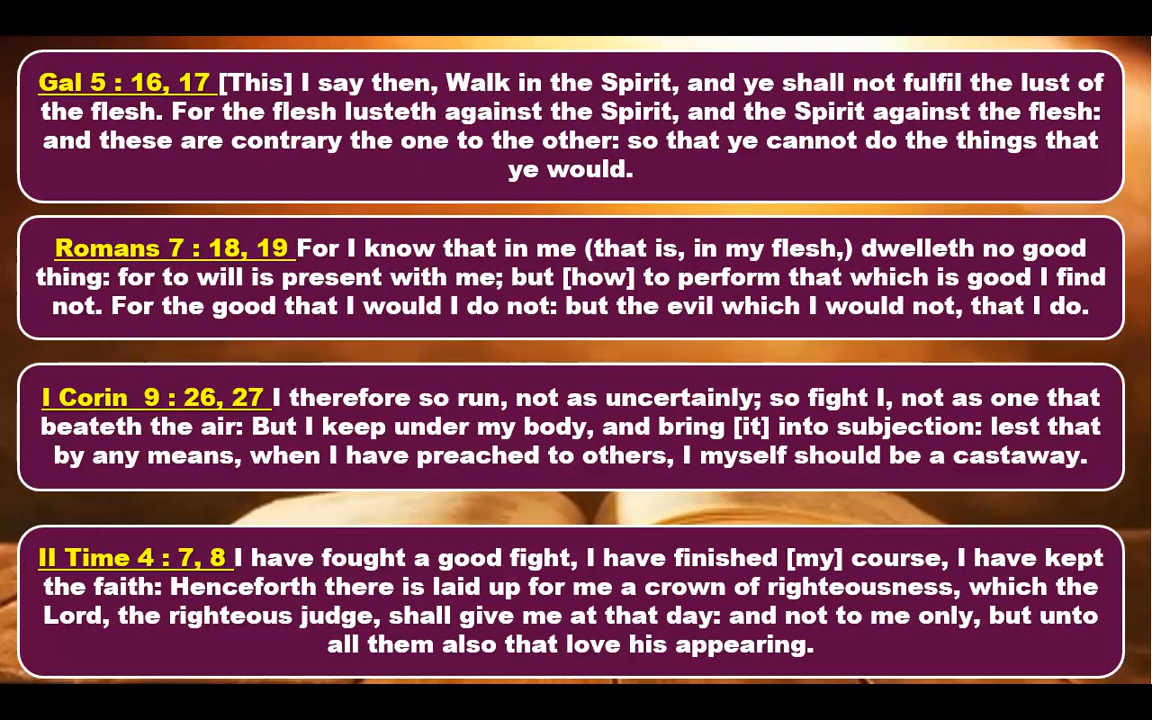 Gal 5 : 16, 17 [This] I say then, Walk in the Spirit, and ye shall not fulfil the lust of
the flesh. For the flesh lusteth against the Spirit, and the Spirit against the flesh:
and these are contrary the one to the other: so that ye cannot do the things that
ye would.
Romans 7 : 18, 19 For I know that in me (that is, in my flesh,) dwelleth no good
thing: for to will is present with me; but [how] to perform that which is good I find
not. For the good that I would I do not: but the evil which I would not, that I do.
I Corin  9 : 26, 27 I therefore so run, not as uncertainly; so fight I, not as one that
beateth the air: But I keep under my body, and bring [it] into subjection: lest that
by any means, when I have preached to others, I myself should be a castaway.
II Time 4 : 7, 8 I have fought a good fight, I have finished [my] course, I have kept
the faith: Henceforth there is laid up for me a crown of righteousness, which the
Lord, the righteous judge, shall give me at that day: and not to me only, but unto
all them also that love his appearing.